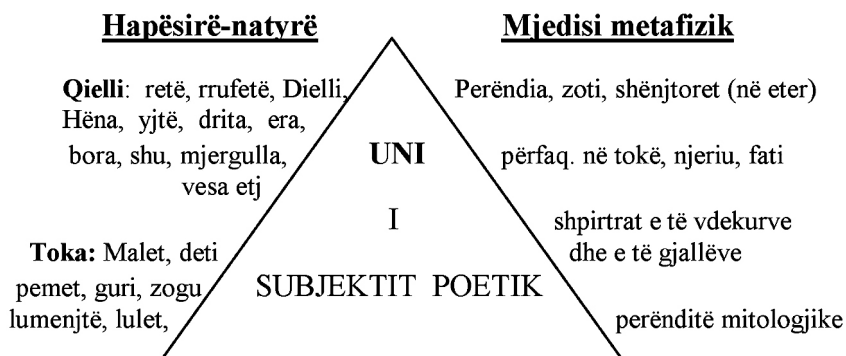 Hapësirë-natyrë
Qielli: retë, rrufetë, Dielli,
Hëna, yjtë, drita, era,
bora, shu, mjergulla,
vesa etj
Toka: Malet, deti
pemet, guri, zogu
lumenjtë, lulet,
UNI
I
SUBJEKTIT POETIK
Mjedisi metafizik
Perëndia, zoti, shënjtoret (në eter)
përfaq. në tokë, njeriu, fati
shpirtrat e të vdekurve
dhe e të gjallëve
perënditë mitologjike